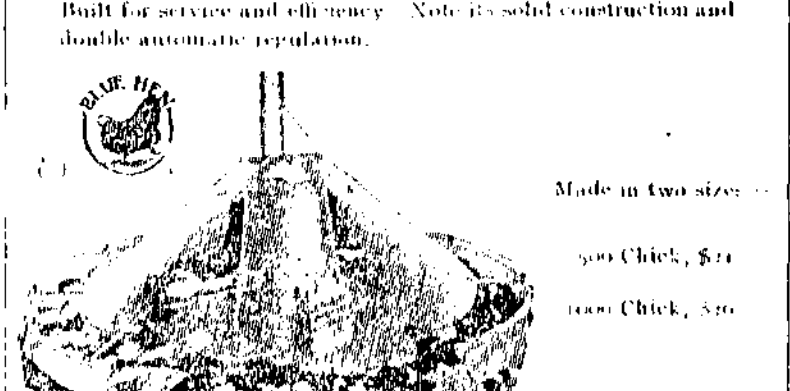 Built for service and efficiency Note its solid construction and
double automatic regulation.
BLUE HEN
Made in two sizes
500 Chick,
1000 Chick,